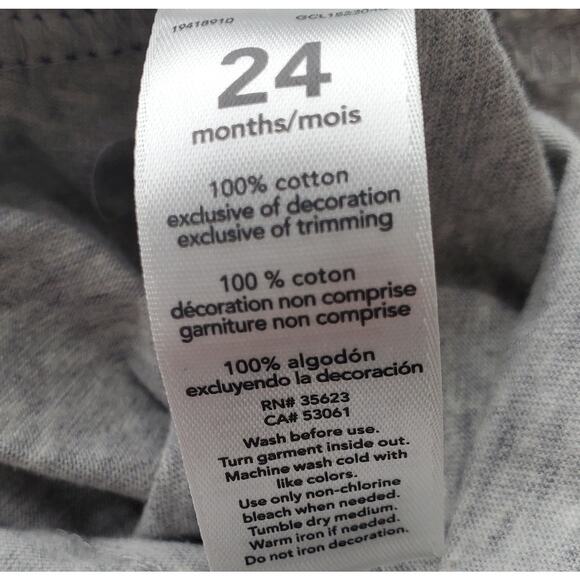 19418910
24
months/mois
100% cotton
exclusive of decoration
exclusive of trimming
100 % coton
décoration non comprise
garniture non comprise
100% algodón
excluyendo la decoración
RN# 35623
CA# 53061
Wash before use.
Turn garment inside out.
Machine wash cold with
like colors.
Use only non-chlorine
bleach when needed.
Tumble dry medium.
Warm iron if needed.
Do not iron decoration.